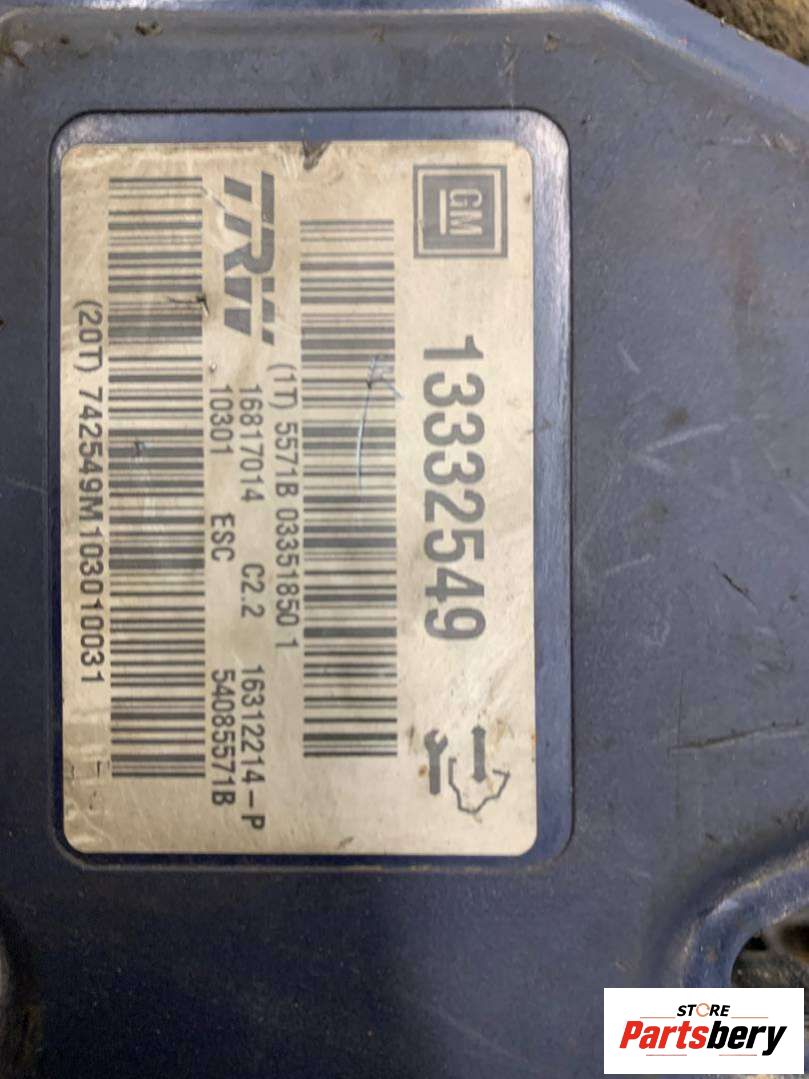 GM
13332549
TRW
(1T) 5571B 03351850 1
16817014 C2.2 16312214-P
10301 ESC 54085571B
(20T) 742549M103010031
STORE
Partsbery